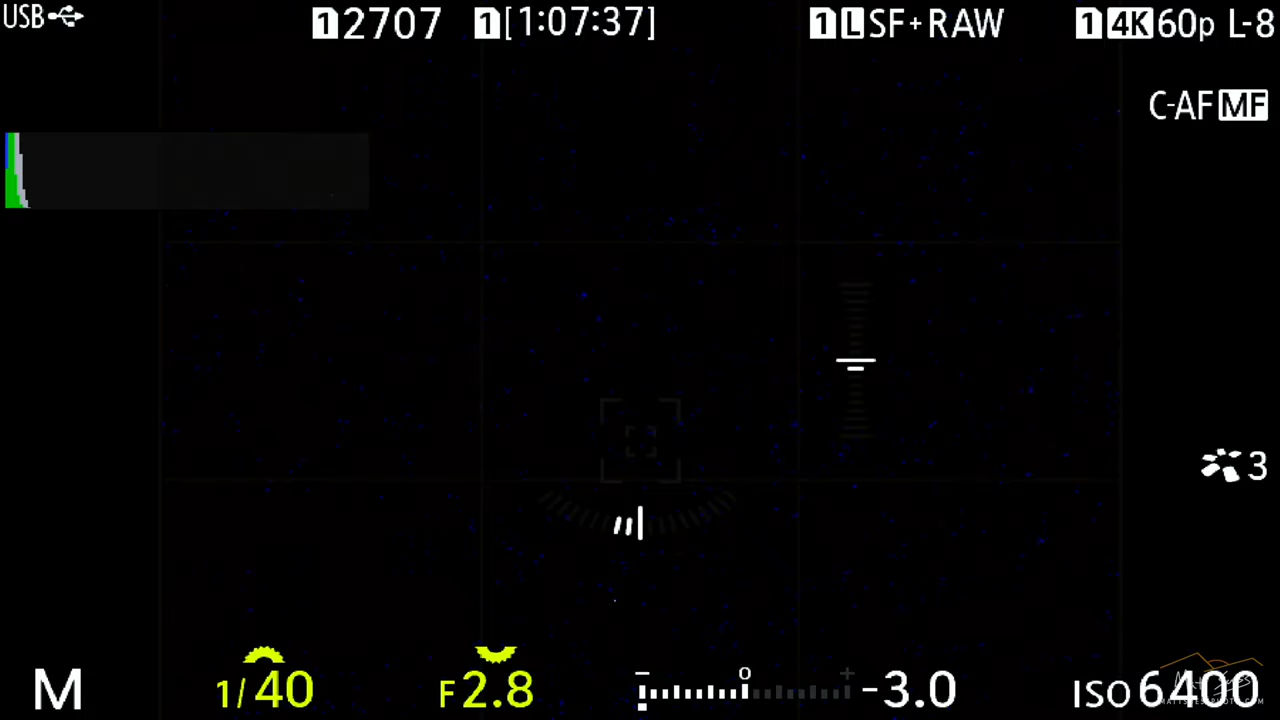 USB 1 2707 1 [1:07:37] 1 L SF+RAW 1 4K 60p L-8
C-AF MF
3
M 1/40 F2.8 − 0 + -3.0 ISO 6400